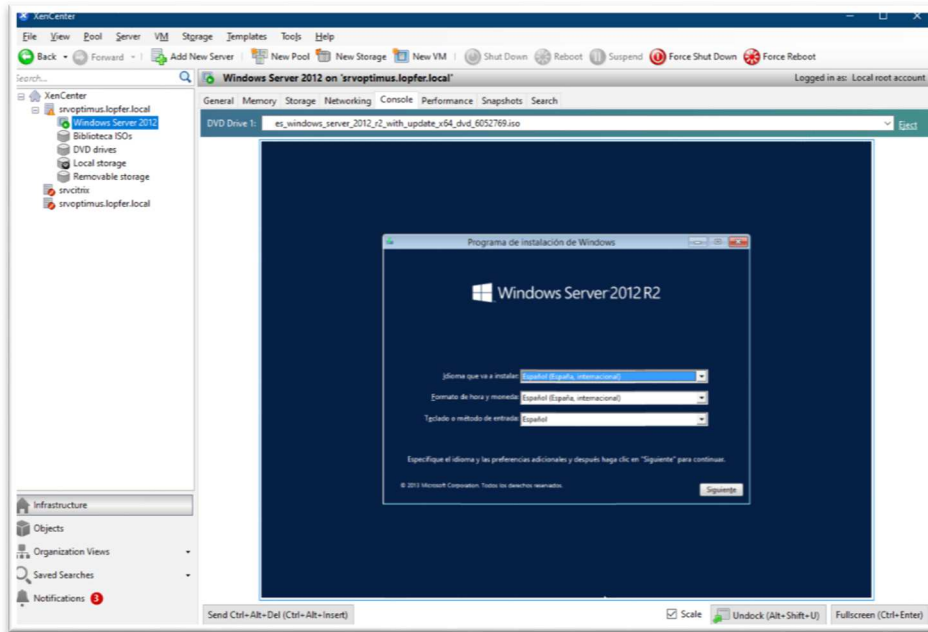 XenCenter
File View Pool Server VM Storage Templates Tools Help
Back Forward Add New Server New Pool New Storage New VM Shut Down Reboot Suspend Force Shut Down Force Reboot
Search...
Windows Server 2012 on 'srvoptimus.lopfer.local'
Logged in as: Local root account
XenCenter
srvoptimus.lopfer.local
Windows Server 2012
Biblioteca ISOs
DVD drives
Local storage
Removable storage
srvcitrix
srvoptimus.lopfer.local
General Memory Storage Networking Console Performance Snapshots Search
DVD Drive 1: es_windows_server_2012_r2_with_update_x64_dvd_6052769.iso Eject
Programa de instalación de Windows
Windows Server 2012 R2
Idioma que va a instalar: Español (España, internacional)
Formato de hora y moneda: Español (España, internacional)
Teclado o método de entrada: Español
Especifique el idioma y las preferencias adicionales y después haga clic en "Siguiente" para continuar.
© 2013 Microsoft Corporation. Todos los derechos reservados.
Siguiente
Infrastructure
Objects
Organization Views
Saved Searches
Notifications 3
Send Ctrl+Alt+Del (Ctrl+Alt+Insert)
Scale
Undock (Alt+Shift+U)
Fullscreen (Ctrl+Enter)